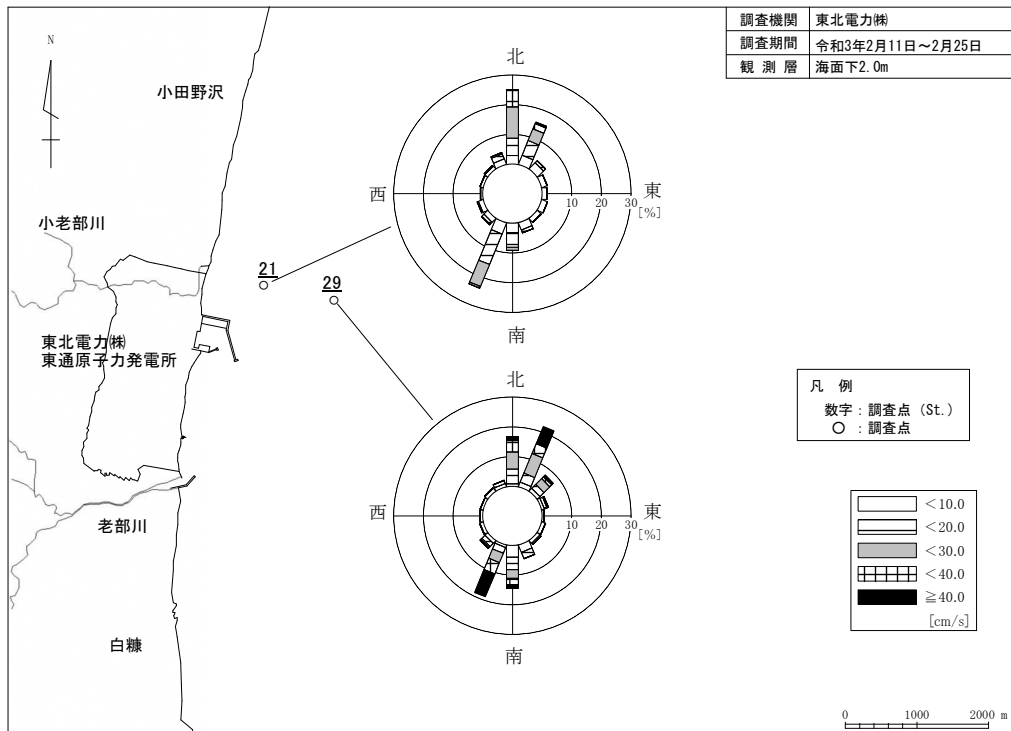 調査機関 東北電力㈱
調査期間 令和3年2月11日～2月25日
観測層 海面下2.0m
N
小田野沢
北
西
東
10 20 30
[%]
南
小老部川
21
29
東北電力㈱
東通原子力発電所
北
西
東
10 20 30
[%]
南
凡 例
数字：調査点 (St.)
○ ：調査点
老部川
＜10.0
＜20.0
＜30.0
＜40.0
≧40.0
[cm/s]
白糠
0 1000 2000 m